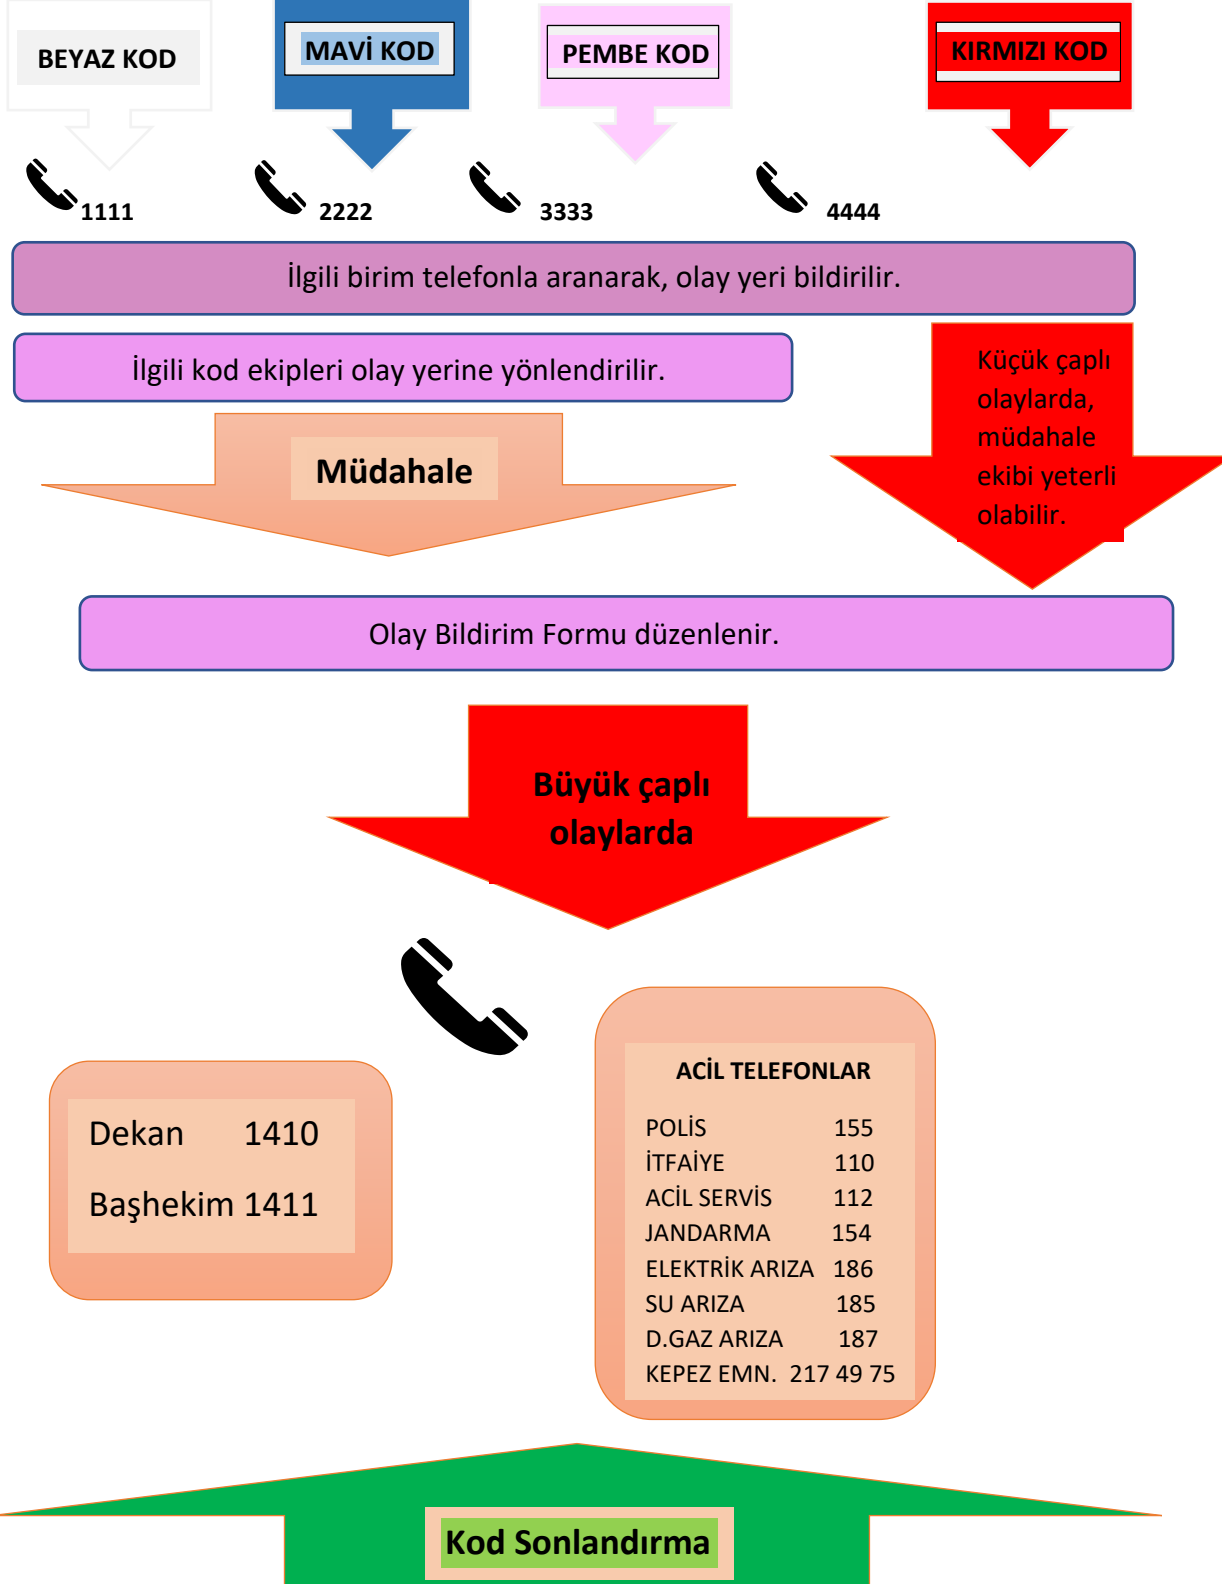 BEYAZ KOD
MAVİ KOD
PEMBE KOD
KIRMIZI KOD
1111
2222
3333
4444
İlgili birim telefonla aranarak, olay yeri bildirilir.
İlgili kod ekipleri olay yerine yönlendirilir.
Küçük çaplı
olaylarda,
müdahale
ekibi yeterli
olabilir.
Müdahale
Olay Bildirim Formu düzenlenir.
Büyük çaplı
olaylarda
Dekan 1410
Başhekim 1411
ACİL TELEFONLAR
POLİS 155
İTFAİYE 110
ACİL SERVİS 112
JANDARMA 154
ELEKTRİK ARIZA 186
SU ARIZA 185
D.GAZ ARIZA 187
KEPEZ EMN. 217 49 75
Kod Sonlandırma